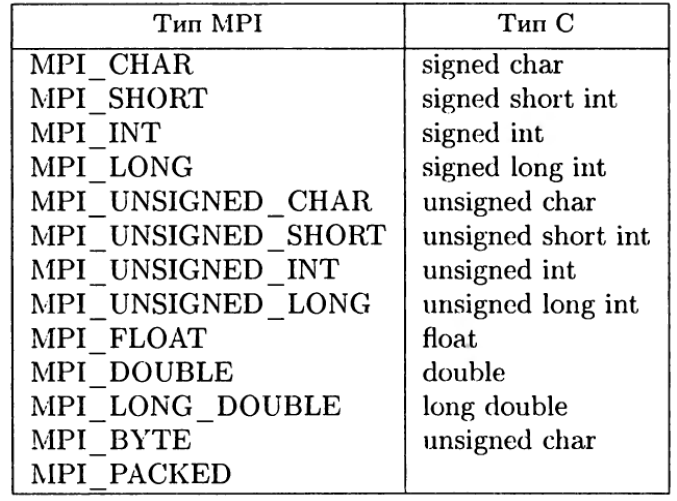 Тип MPI Тип C
MPI_CHAR signed char
MPI_SHORT signed short int
MPI_INT signed int
MPI_LONG signed long int
MPI_UNSIGNED_CHAR unsigned char
MPI_UNSIGNED_SHORT unsigned short int
MPI_UNSIGNED_INT unsigned int
MPI_UNSIGNED_LONG unsigned long int
MPI_FLOAT float
MPI_DOUBLE double
MPI_LONG_DOUBLE long double
MPI_BYTE unsigned char
MPI_PACKED